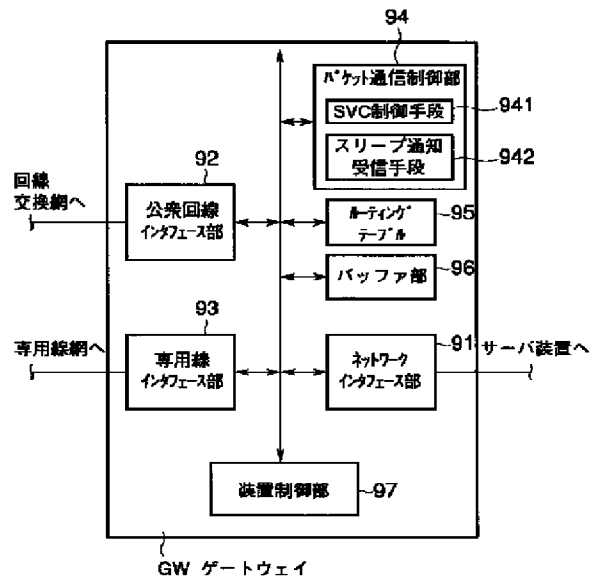 94
パケット通信制御部
SVC制御手段
941
スリープ通知
受信手段
942
92
回線
交換網へ
公衆回線
インタフェース部
ルーティング
テーブル
95
バッファ部
96
93
専用線網へ
専用線
インタフェース部
91
ネットワーク
インタフェース部
サーバ装置へ
装置制御部
97
GW ゲートウェイ